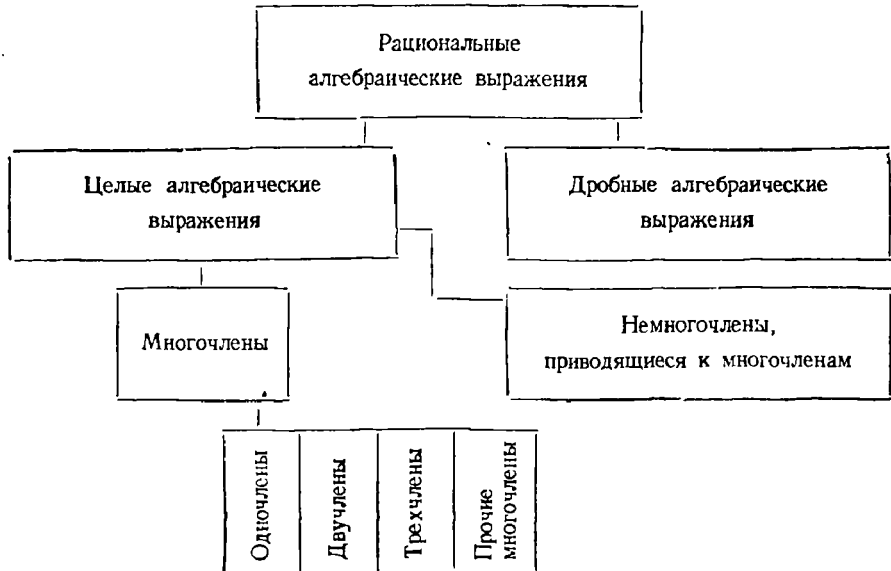 Рациональные
алгебраические выражения
Целые алгебраические
выражения
Дробные алгебраические
выражения
Многочлены
Немногочлены,
приводящиеся к многочленам
Одночлены
Двучлены
Трехчлены
Прочие
многочлены